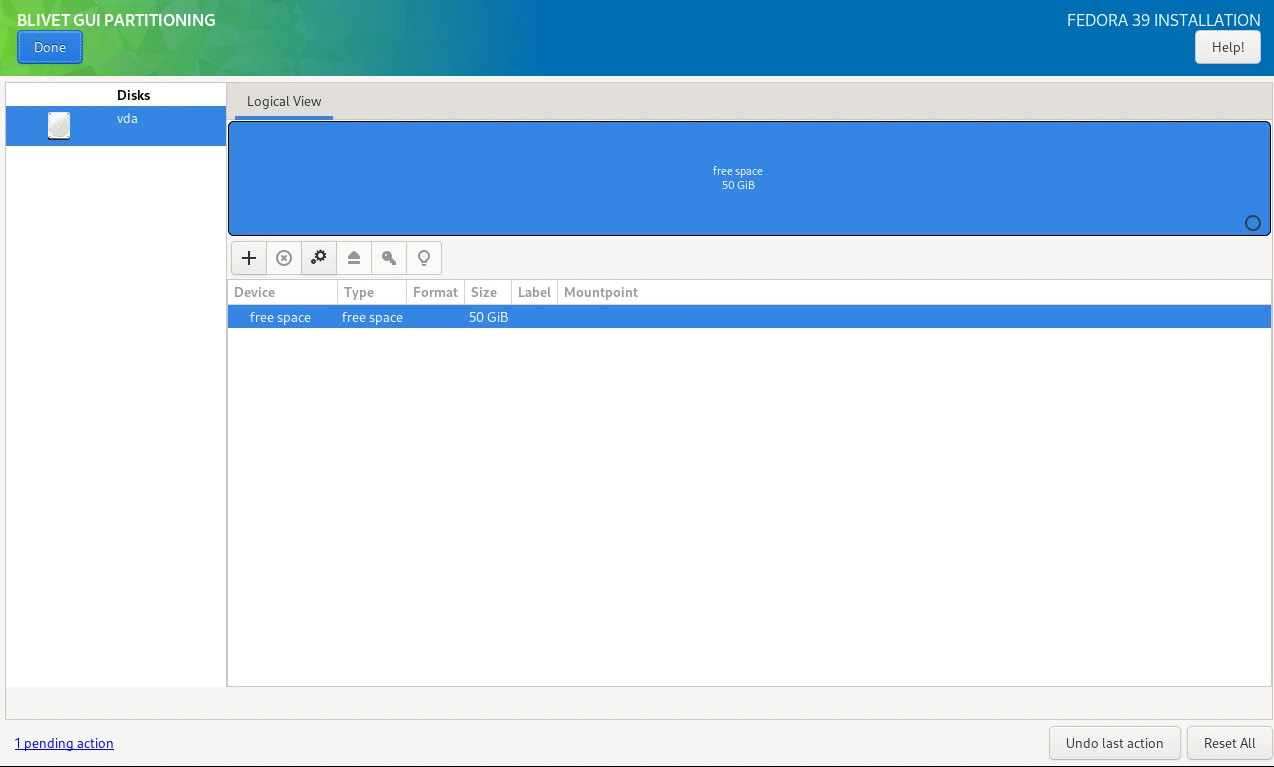 BLIVET GUI PARTITIONING
FEDORA 39 INSTALLATION
Done
Help!
Disks
vda
Logical View
free space
50 GiB
Device Type Format Size Label Mountpoint
free space free space 50 GiB
1 pending action
Undo last action
Reset All